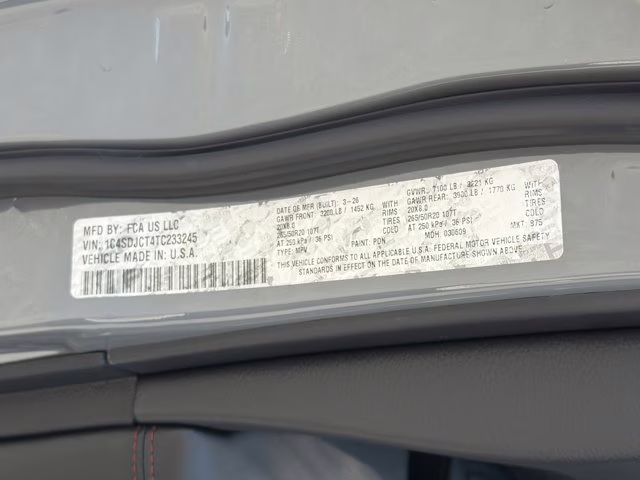 MFD BY: FCA US LLC
VIN: 1C4SDJCT4TC233245
VEHICLE MADE IN: U.S.A.
DATE OF MFR (BUILT): 3-26
GAWR FRONT: 3200 LB / 1452 KG WITH
20X8.0 RIMS
265/50R20 107T TIRES
AT 250 kPa / 36 PSI COLD
TYPE: MPV PAINT: PDN
GVWR: 7100 LB / 3221 KG
GAWR REAR: 3900 LB / 1770 KG WITH
20X8.0 RIMS
265/50R20 107T TIRES
AT 250 kPa / 36 PSI COLD
MDH: 030509 MXT: 875
THIS VEHICLE CONFORMS TO ALL APPLICABLE U.S.A. FEDERAL MOTOR VEHICLE SAFETY
STANDARDS IN EFFECT ON THE DATE OF MANUFACTURE SHOWN ABOVE.